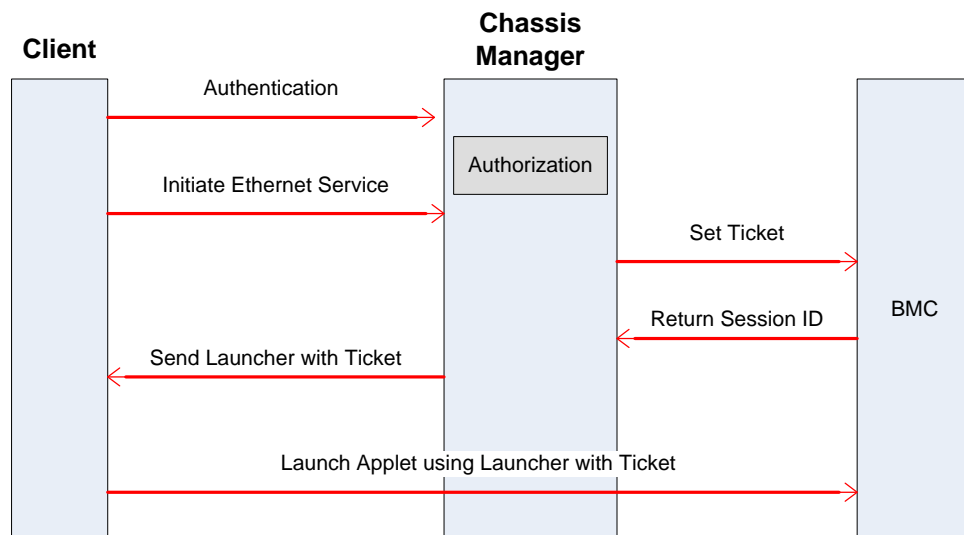 Client
Chassis
Manager
Authentication
Authorization
Initiate Ethernet Service
Set Ticket
BMC
Return Session ID
Send Launcher with Ticket
Launch Applet using Launcher with Ticket